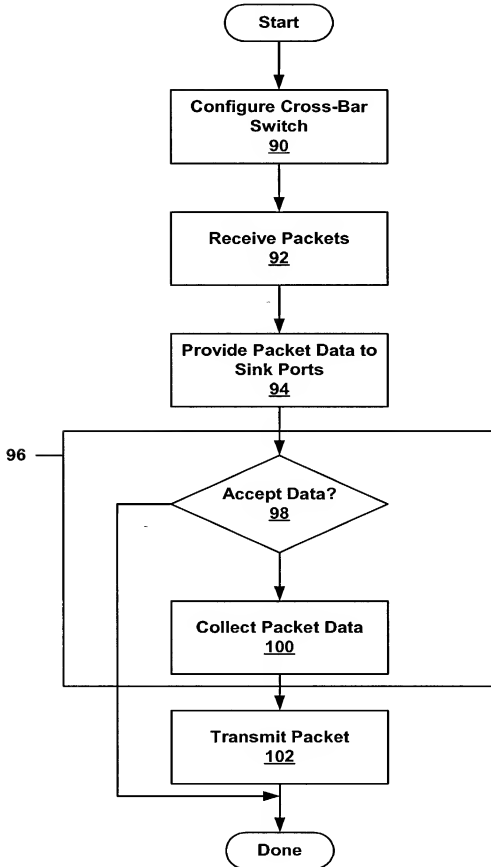 Start
Configure Cross-Bar
Switch
90
Receive Packets
92
Provide Packet Data to
Sink Ports
94
96
Accept Data?
98
Collect Packet Data
100
Transmit Packet
102
Done